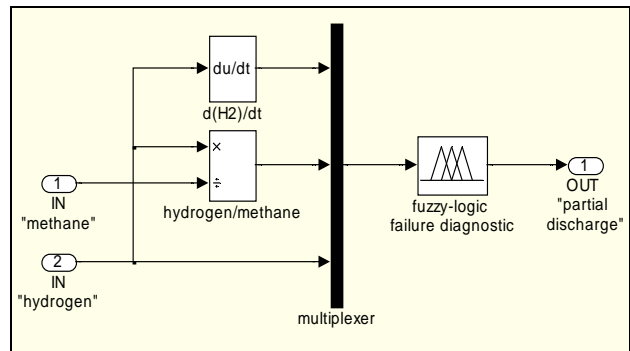 du/dt
d(H2)/dt
×
÷
hydrogen/methane
1
IN
"methane"
2
IN
"hydrogen"
multiplexer
fuzzy-logic
failure diagnostic
1
OUT
"partial
discharge"